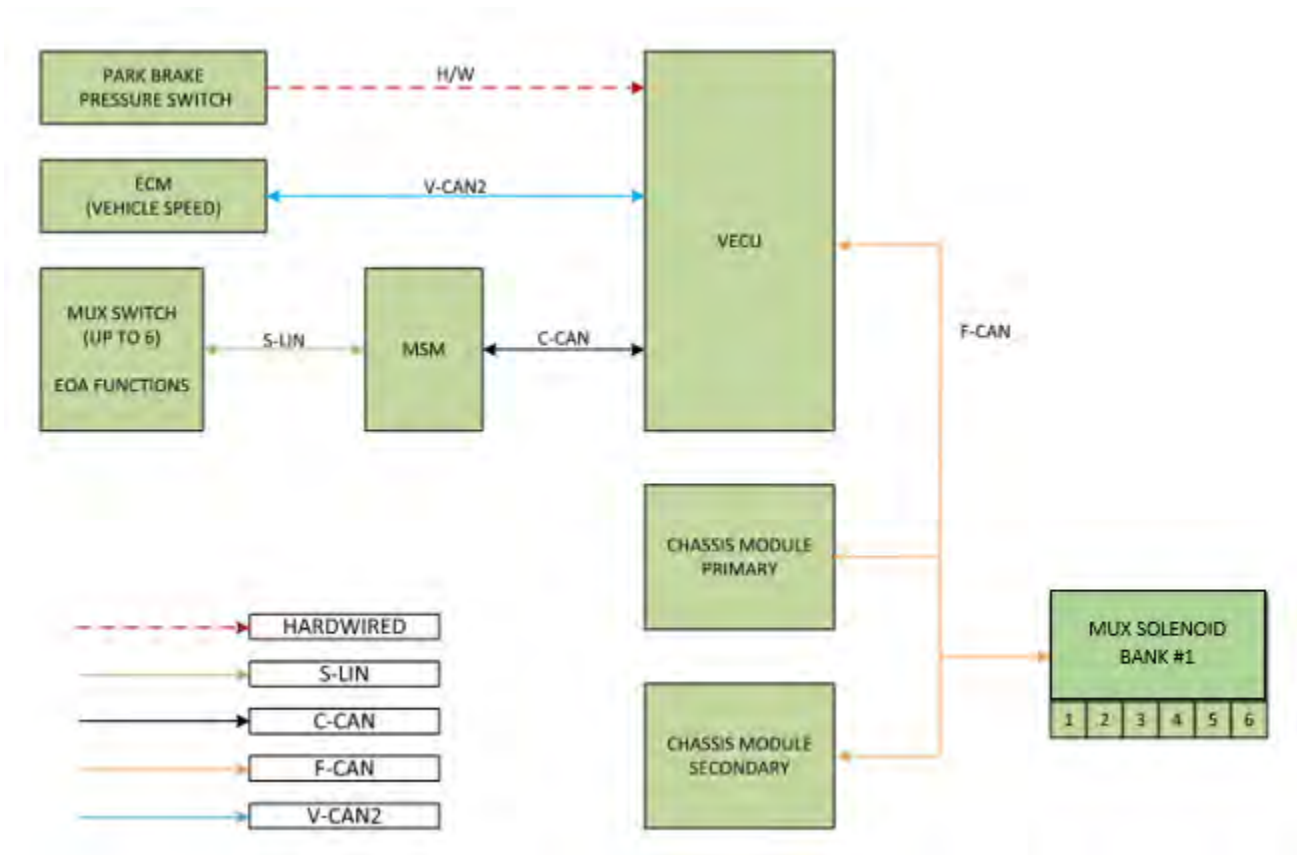 PARK BRAKE
PRESSURE SWITCH
H/W
ECM
(VEHICLE SPEED)
V-CAN2
VECU
MUX SWITCH
(UP TO 6)
EOA FUNCTIONS
S-LIN
MSM
C-CAN
F-CAN
CHASSIS MODULE
PRIMARY
MUX SOLENOID
BANK #1
1 2 3 4 5 6
CHASSIS MODULE
SECONDARY
HARDWIRED
S-LIN
C-CAN
F-CAN
V-CAN2